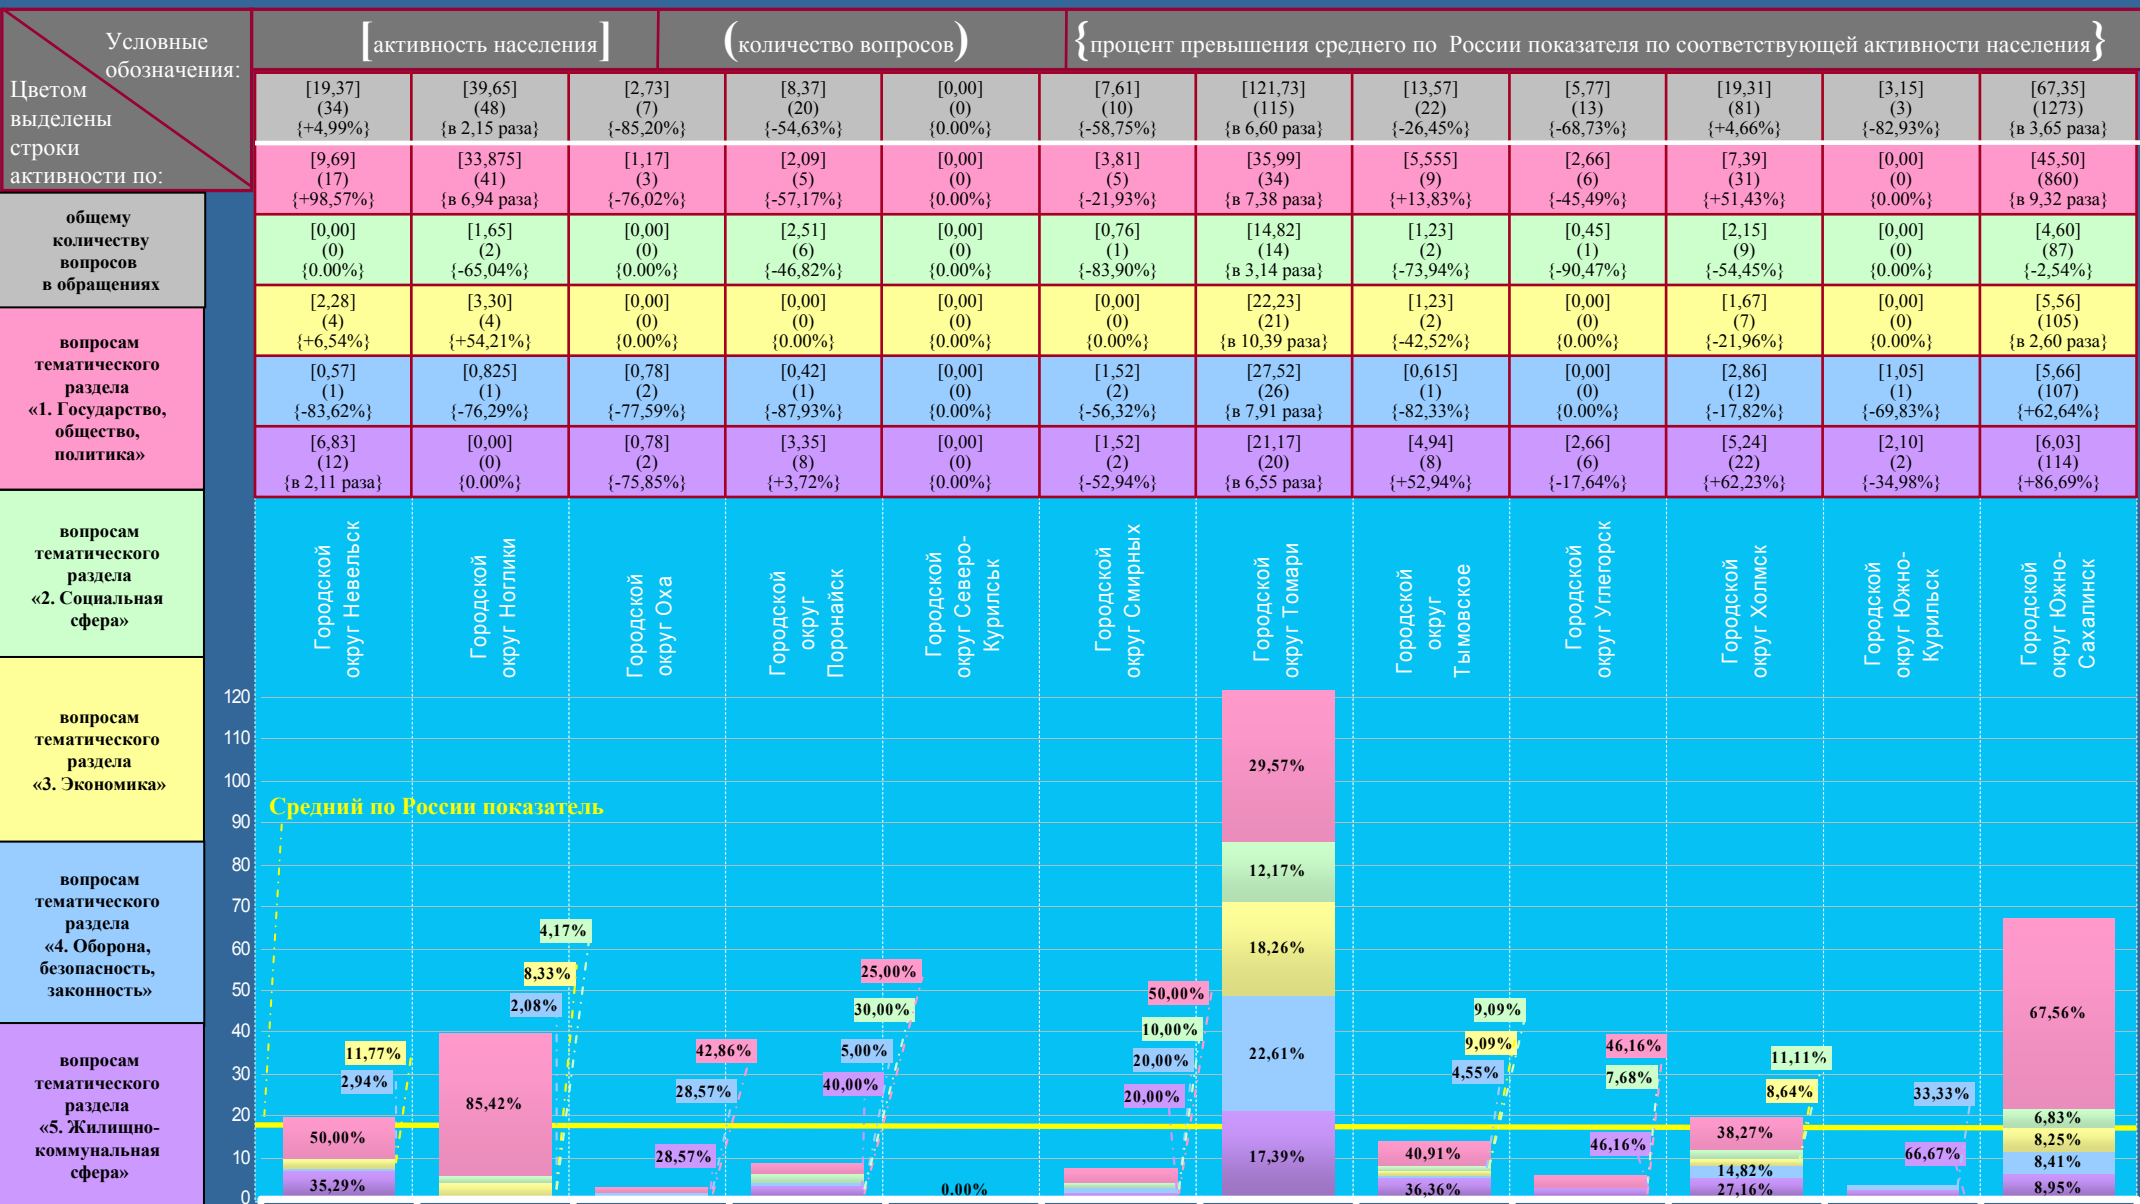 Условные
обозначения:
Цветом
выделены
строки
активности по:
[активность населения]
(количество вопросов)
{процент превышения среднего по России показателя по соответствующей активности населения}
[19,37] [39,65] [2,73] [8,37] [0,00] [7,61] [121,73] [13,57] [5,77] [19,31] [3,15] [67,35]
(34) (48) (7) (20) (0) (10) (115) (22) (13) (81) (3) (1273)
{+4,99%} {в 2,15 раза} {-85,20%} {-54,63%} {0.00%} {-58,75%} {в 6,60 раза} {-26,45%} {-68,73%} {+4,66%} {-82,93%} {в 3,65 раза}
[9,69] [33,875] [1,17] [2,09] [0,00] [3,81] [35,99] [5,555] [2,66] [7,39] [0,00] [45,50]
(17) (41) (3) (5) (0) (5) (34) (9) (6) (31) (0) (860)
{+98,57%} {в 6,94 раза} {-76,02%} {-57,17%} {0.00%} {-21,93%} {в 7,38 раза} {+13,83%} {-45,49%} {+51,43%} {0.00%} {в 9,32 раза}
[0,00] [1,65] [0,00] [2,51] [0,00] [0,76] [14,82] [1,23] [0,45] [2,15] [0,00] [4,60]
(0) (2) (0) (6) (0) (1) (14) (2) (1) (9) (0) (87)
{0.00%} {-65,04%} {0.00%} {-46,82%} {0.00%} {-83,90%} {в 3,14 раза} {-73,94%} {-90,47%} {-54,45%} {0.00%} {-2,54%}
[2,28] [3,30] [0,00] [0,00] [0,00] [0,00] [22,23] [1,23] [0,00] [1,67] [0,00] [5,56]
(4) (4) (0) (0) (0) (0) (21) (2) (0) (7) (0) (105)
{+6,54%} {+54,21%} {0.00%} {0.00%} {0.00%} {0.00%} {в 10,39 раза} {-42,52%} {0.00%} {-21,96%} {0.00%} {в 2,60 раза}
[0,57] [0,825] [0,78] [0,42] [0,00] [1,52] [27,52] [0,615] [0,00] [2,86] [1,05] [5,66]
(1) (1) (2) (1) (0) (2) (26) (1) (0) (12) (1) (107)
{-83,62%} {-76,29%} {-77,59%} {-87,93%} {0.00%} {-56,32%} {в 7,91 раза} {-82,33%} {0.00%} {-17,82%} {-69,83%} {+62,64%}
[6,83] [0,00] [0,78] [3,35] [0,00] [1,52] [21,17] [4,94] [2,66] [5,24] [2,10] [6,03]
(12) (0) (2) (8) (0) (2) (20) (8) (6) (22) (2) (114)
{в 2,11 раза} {0.00%} {-75,85%} {+3,72%} {0.00%} {-52,94%} {в 6,55 раза} {+52,94%} {-17,64%} {+62,23%} {-34,98%} {+86,69%}
общему
количеству
вопросов
в обращениях
вопросам
тематического
раздела
«1. Государство,
общество,
политика»
вопросам
тематического
раздела
«2. Социальная
сфера»
вопросам
тематического
раздела
«3. Экономика»
вопросам
тематического
раздела
«4. Оборона,
безопасность,
законность»
вопросам
тематического
раздела
«5. Жилищно-
коммунальная
сфера»
Городской
округ Невельск
Городской
округ Ноглики
Городской
округ Оха
Городской
округ
Поронайск
Городской
округ Северо-
Курилськ
Городской
округ Смирных
Городской
округ Томари
Городской
округ
Тымовское
Городской
округ Углегорск
Городской
округ Холмск
Городской
округ Южно-
Курильск
Городской
округ Южно-
Сахалинск
120
110
100
90
80
70
60
50
40
30
20
10
0
Средний по России показатель
11,77%
2,94%
50,00%
35,29%
4,17%
8,33%
2,08%
85,42%
42,86%
28,57%
28,57%
25,00%
30,00%
5,00%
40,00%
0.00%
50,00%
10,00%
20,00%
20,00%
29,57%
12,17%
18,26%
22,61%
17,39%
9,09%
9,09%
4,55%
40,91%
36,36%
46,16%
7,68%
46,16%
11,11%
8,64%
38,27%
14,82%
27,16%
33,33%
66,67%
67,56%
6,83%
8,25%
8,41%
8,95%